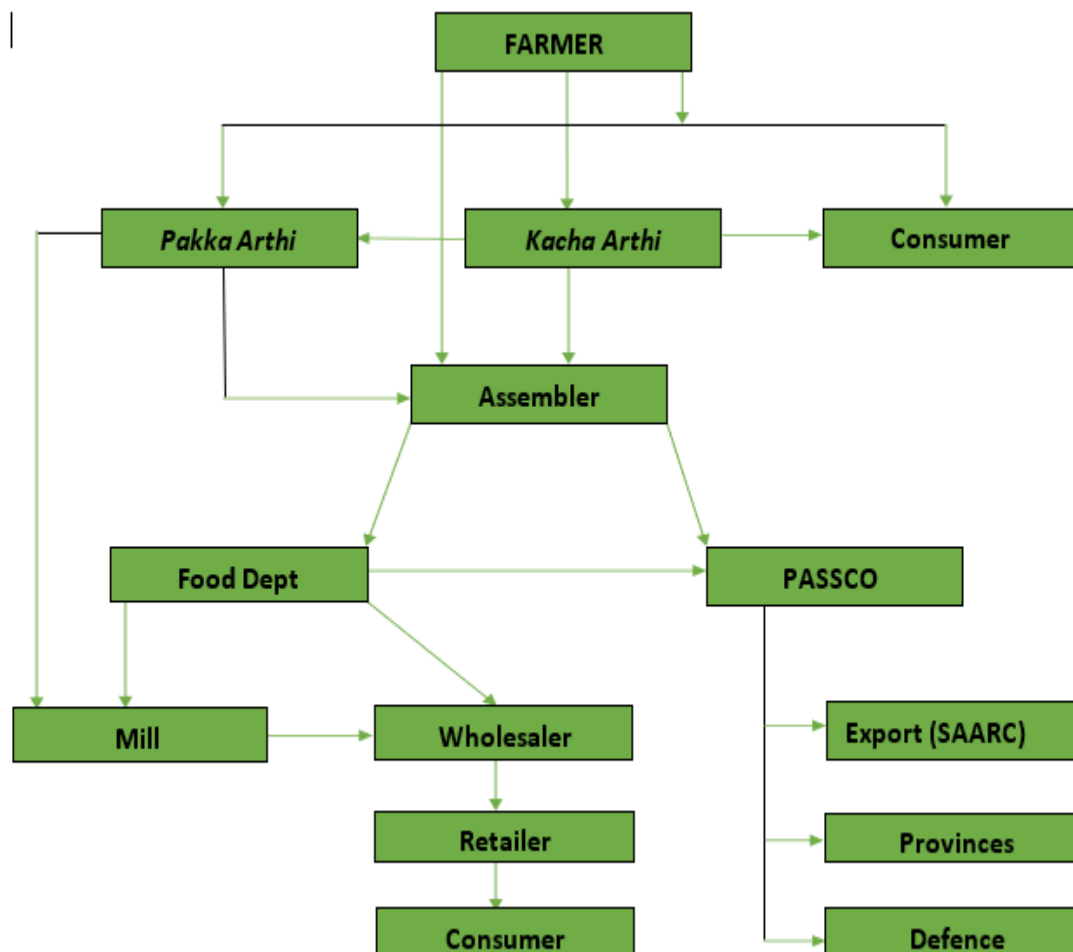 FARMER
Pakka Arthi
Kacha Arthi
Consumer
Assembler
Food Dept
PASSCO
Mill
Wholesaler
Export (SAARC)
Retailer
Provinces
Consumer
Defence